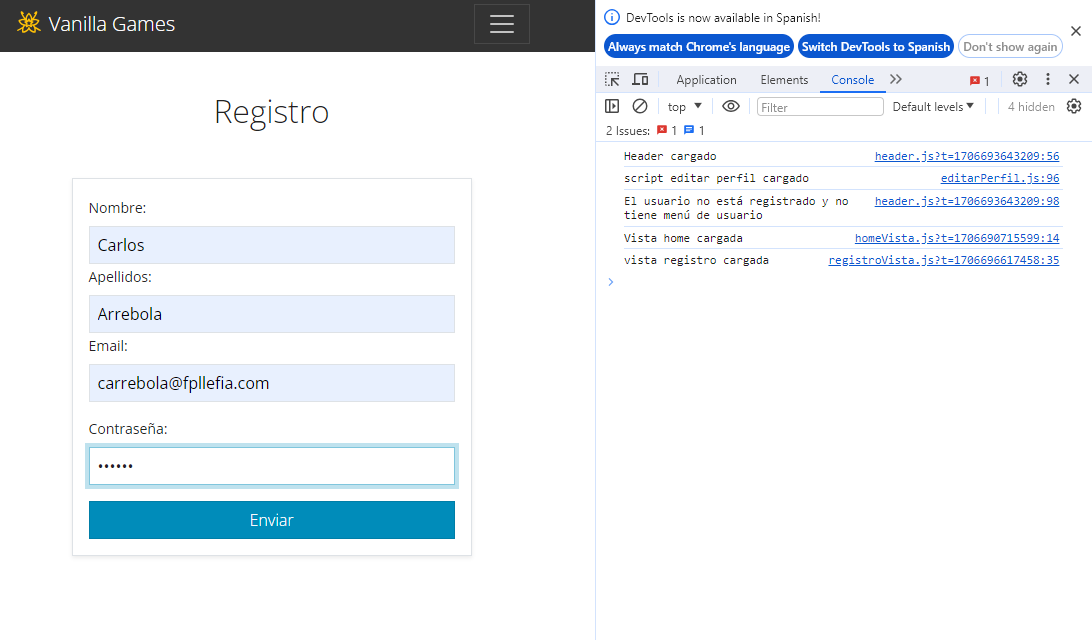 Vanilla Games
Registro
Nombre:
Carlos
Apellidos:
Arrebola
Email:
carrebola@fpllefia.com
Contraseña:
••••••
Enviar
DevTools is now available in Spanish!
Always match Chrome's language Switch DevTools to Spanish Don't show again
Application Elements Console 1
top Filter Default levels 4 hidden
2 Issues: 1 1
Header cargado header.js?t=1706693643209:56
script editar perfil cargado editarPerfil.js:96
El usuario no está registrado y no header.js?t=1706693643209:98
tiene menú de usuario
Vista home cargada homeVista.js?t=1706690715599:14
vista registro cargada registroVista.js?t=1706696617458:35